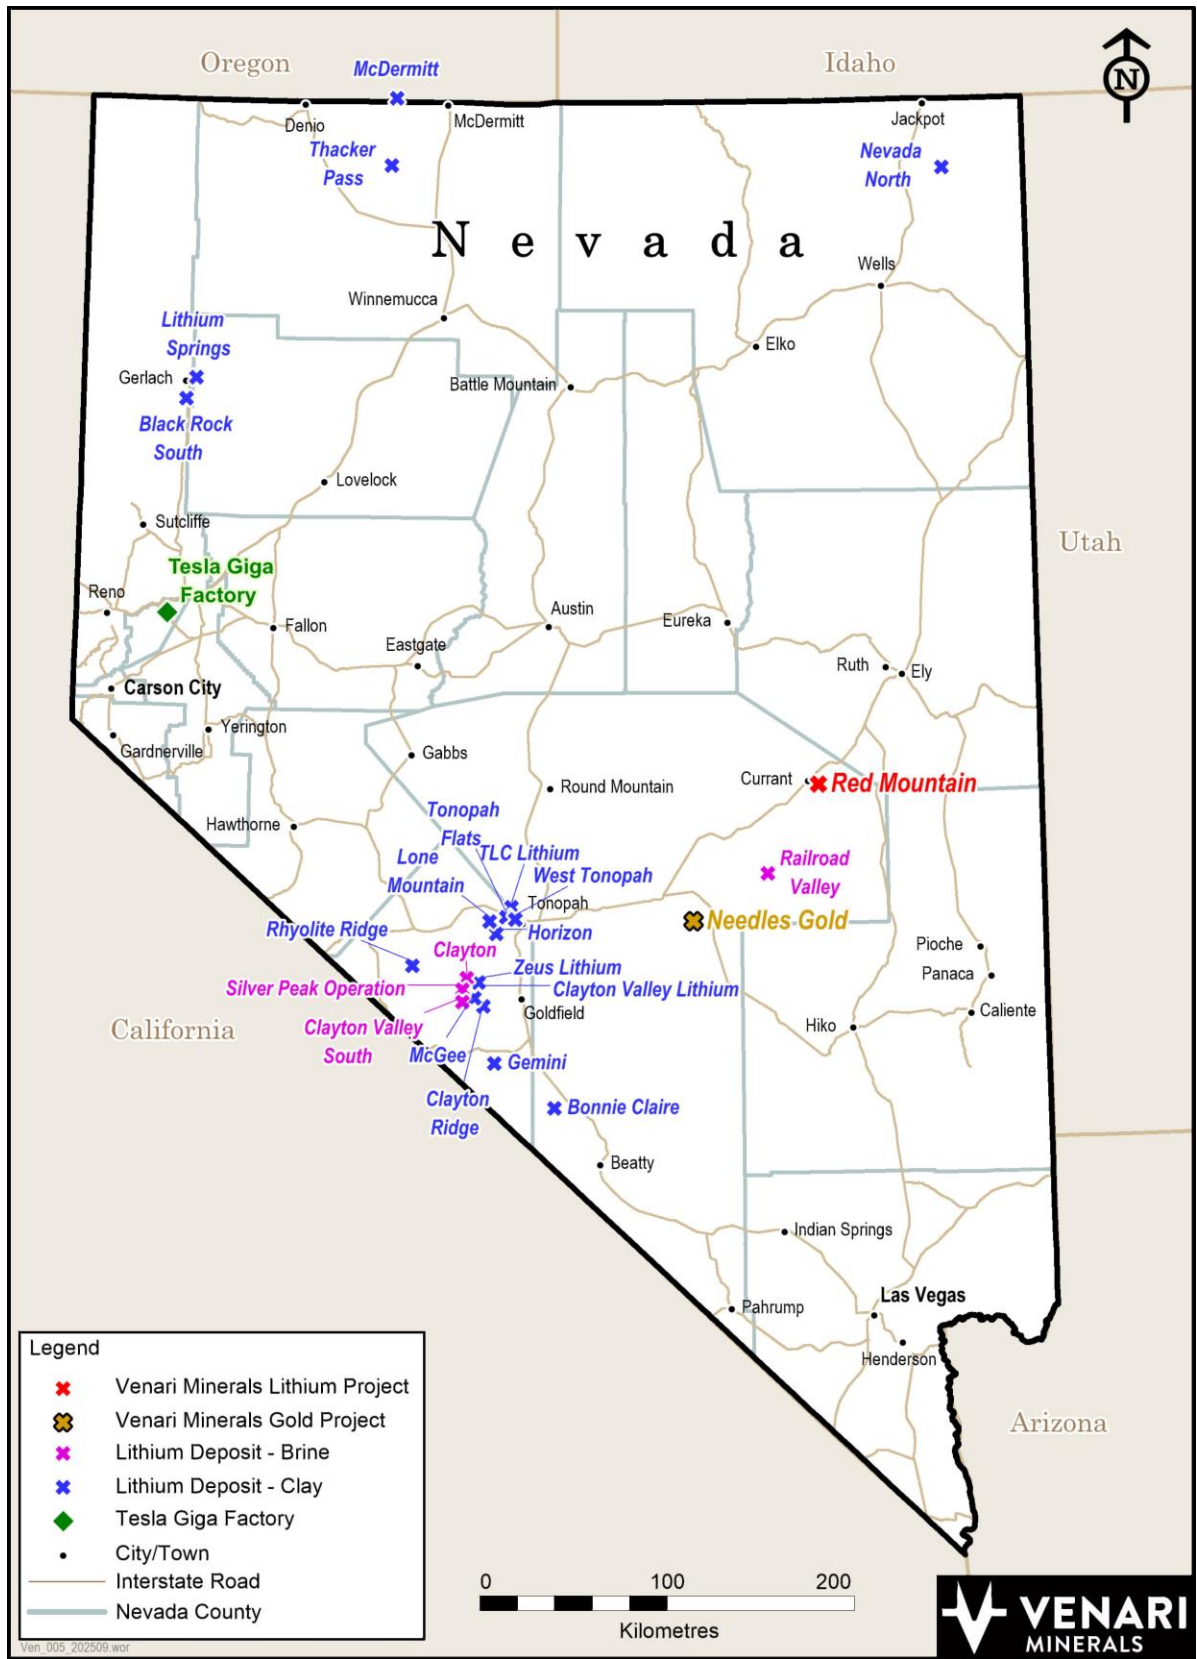 Oregon
McDermitt
Idaho
N
Denio
McDermitt
Jackpot
Thacker
Pass
Nevada
North
Nevada
Wells
Winnemucca
Lithium
Springs
Elko
Gerlach
Battle Mountain
Black Rock
South
Lovelock
Sutcliffe
Utah
Tesla Giga
Factory
Reno
Fallon
Austin
Eureka
Eastgate
Ruth
Ely
Carson City
Yerington
Gardnerville
Gabbs
Round Mountain
Currant
Red Mountain
Tonopah
Flats
Hawthorne
TLC Lithium
Lone
Mountain
West Tonopah
Railroad
Valley
Tonopah
Needles Gold
Rhyolite Ridge
Horizon
Clayton
Pioche
Zeus Lithium
Panaca
Silver Peak Operation
Clayton Valley Lithium
Goldfield
Caliente
California
Clayton Valley
South
Hiko
McGee
Gemini
Clayton
Ridge
Bonnie Claire
Beatty
Indian Springs
Las Vegas
Pahrump
Henderson
Arizona
Legend
Venari Minerals Lithium Project
Venari Minerals Gold Project
Lithium Deposit - Brine
Lithium Deposit - Clay
Tesla Giga Factory
City/Town
Interstate Road
Nevada County
Ven_005_202509.wor
0 100 200
Kilometres
VENARI
MINERALS